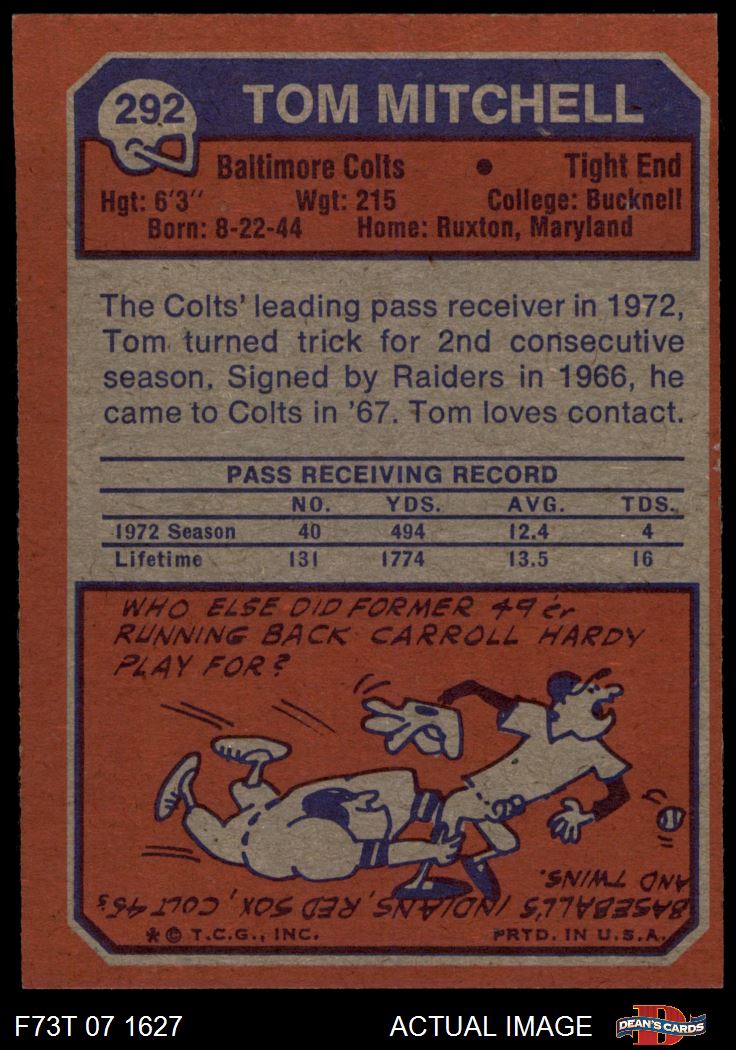 292
TOM MITCHELL
Baltimore Colts • Tight End
Hgt: 6'3" Wgt: 215 College: Bucknell
Born: 8-22-44 Home: Ruxton, Maryland
The Colts' leading pass receiver in 1972,
Tom turned trick for 2nd consecutive
season. Signed by Raiders in 1966, he
came to Colts in '67. Tom loves contact.
PASS RECEIVING RECORD
NO. YDS. AVG. TDS.
1972 Season 40 494 12.4 4
Lifetime 131 1774 13.5 16
WHO ELSE DID FORMER 49'er
RUNNING BACK CARROLL HARDY
PLAY FOR?
BASEBALL'S INDIANS, RED SOX, COLT 45s
AND TWINS.
* © T.C.G., INC. PRTD. IN U.S.A.
F73T 07 1627 ACTUAL IMAGE
D
DEAN'S CARDS